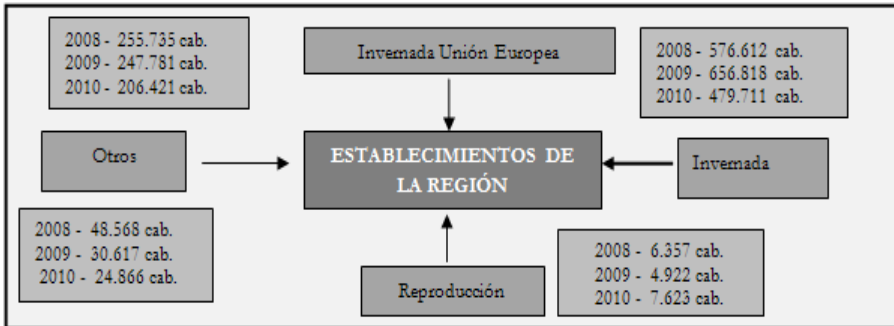 2008 - 255.735 cab.
2009 - 247.781 cab.
2010 - 206.421 cab.
Invernada Unión Europea
2008 - 576.612 cab.
2009 - 656.818 cab.
2010 - 479.711 cab.
Otros
ESTABLECIMIENTOS DE
LA REGIÓN
Invernada
2008 - 48.568 cab.
2009 - 30.617 cab.
2010 - 24.866 cab.
Reproducción
2008 - 6.357 cab.
2009 - 4.922 cab.
2010 - 7.623 cab.